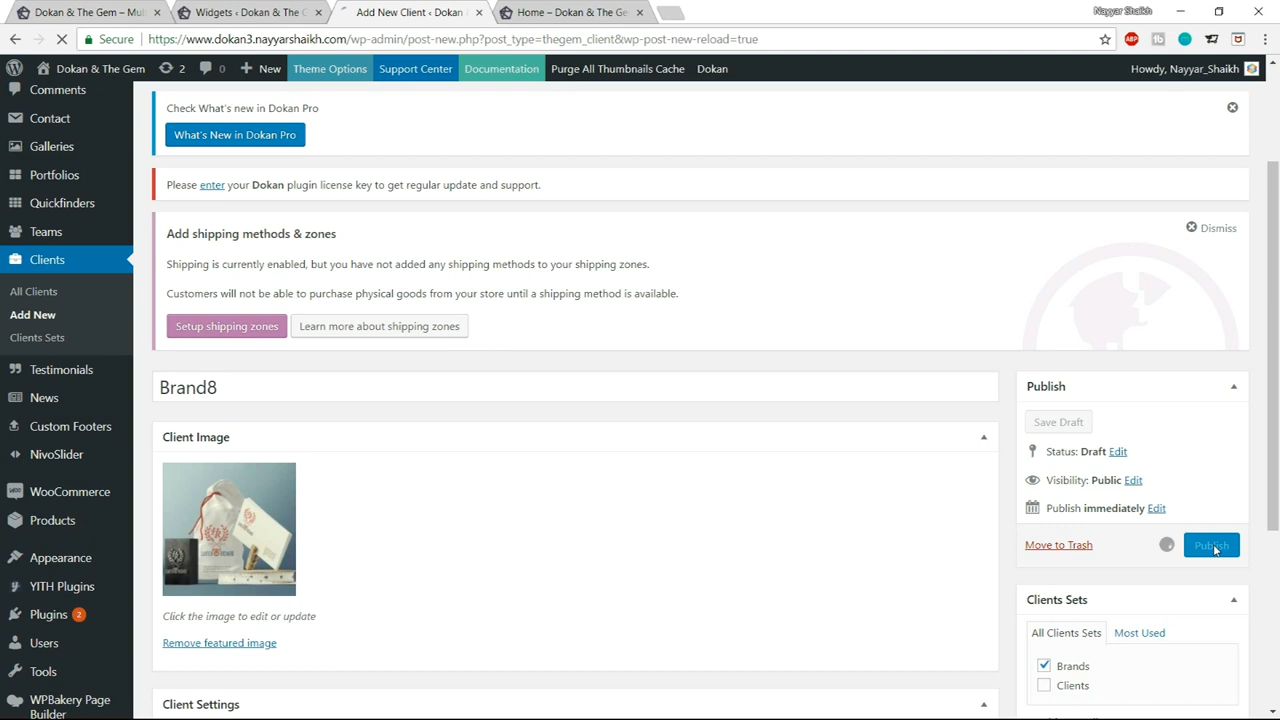 Dokan & The Gem – Mult
Widgets ‹ Dokan & The G
Add New Client ‹ Dokan
Home – Dokan & The Ge
Nayyar Shaikh
Secure
https://www.dokan3.nayyarshaikh.com/wp-admin/post-new.php?post_type=thegem_client&wp-post-new-reload=true
Dokan & The Gem 2 0 New Theme Options Support Center Documentation Purge All Thumbnails Cache Dokan Howdy, Nayyar_Shaikh
Comments
Contact
Galleries
Portfolios
Quickfinders
Teams
Clients
All Clients
Add New
Clients Sets
Testimonials
News
Custom Footers
NivoSlider
WooCommerce
Products
Appearance
YITH Plugins
Plugins 2
Users
Tools
WPBakery Page
Builder
Check What's new in Dokan Pro
What's New in Dokan Pro
Please enter your Dokan plugin license key to get regular update and support.
Add shipping methods & zones
Dismiss
Shipping is currently enabled, but you have not added any shipping methods to your shipping zones.
Customers will not be able to purchase physical goods from your store until a shipping method is available.
Setup shipping zones
Learn more about shipping zones
Brand8
Client Image
Click the image to edit or update
Remove featured image
Client Settings
Publish
Save Draft
Status: Draft Edit
Visibility: Public Edit
Publish immediately Edit
Move to Trash
Publish
Clients Sets
All Clients Sets
Most Used
Brands
Clients